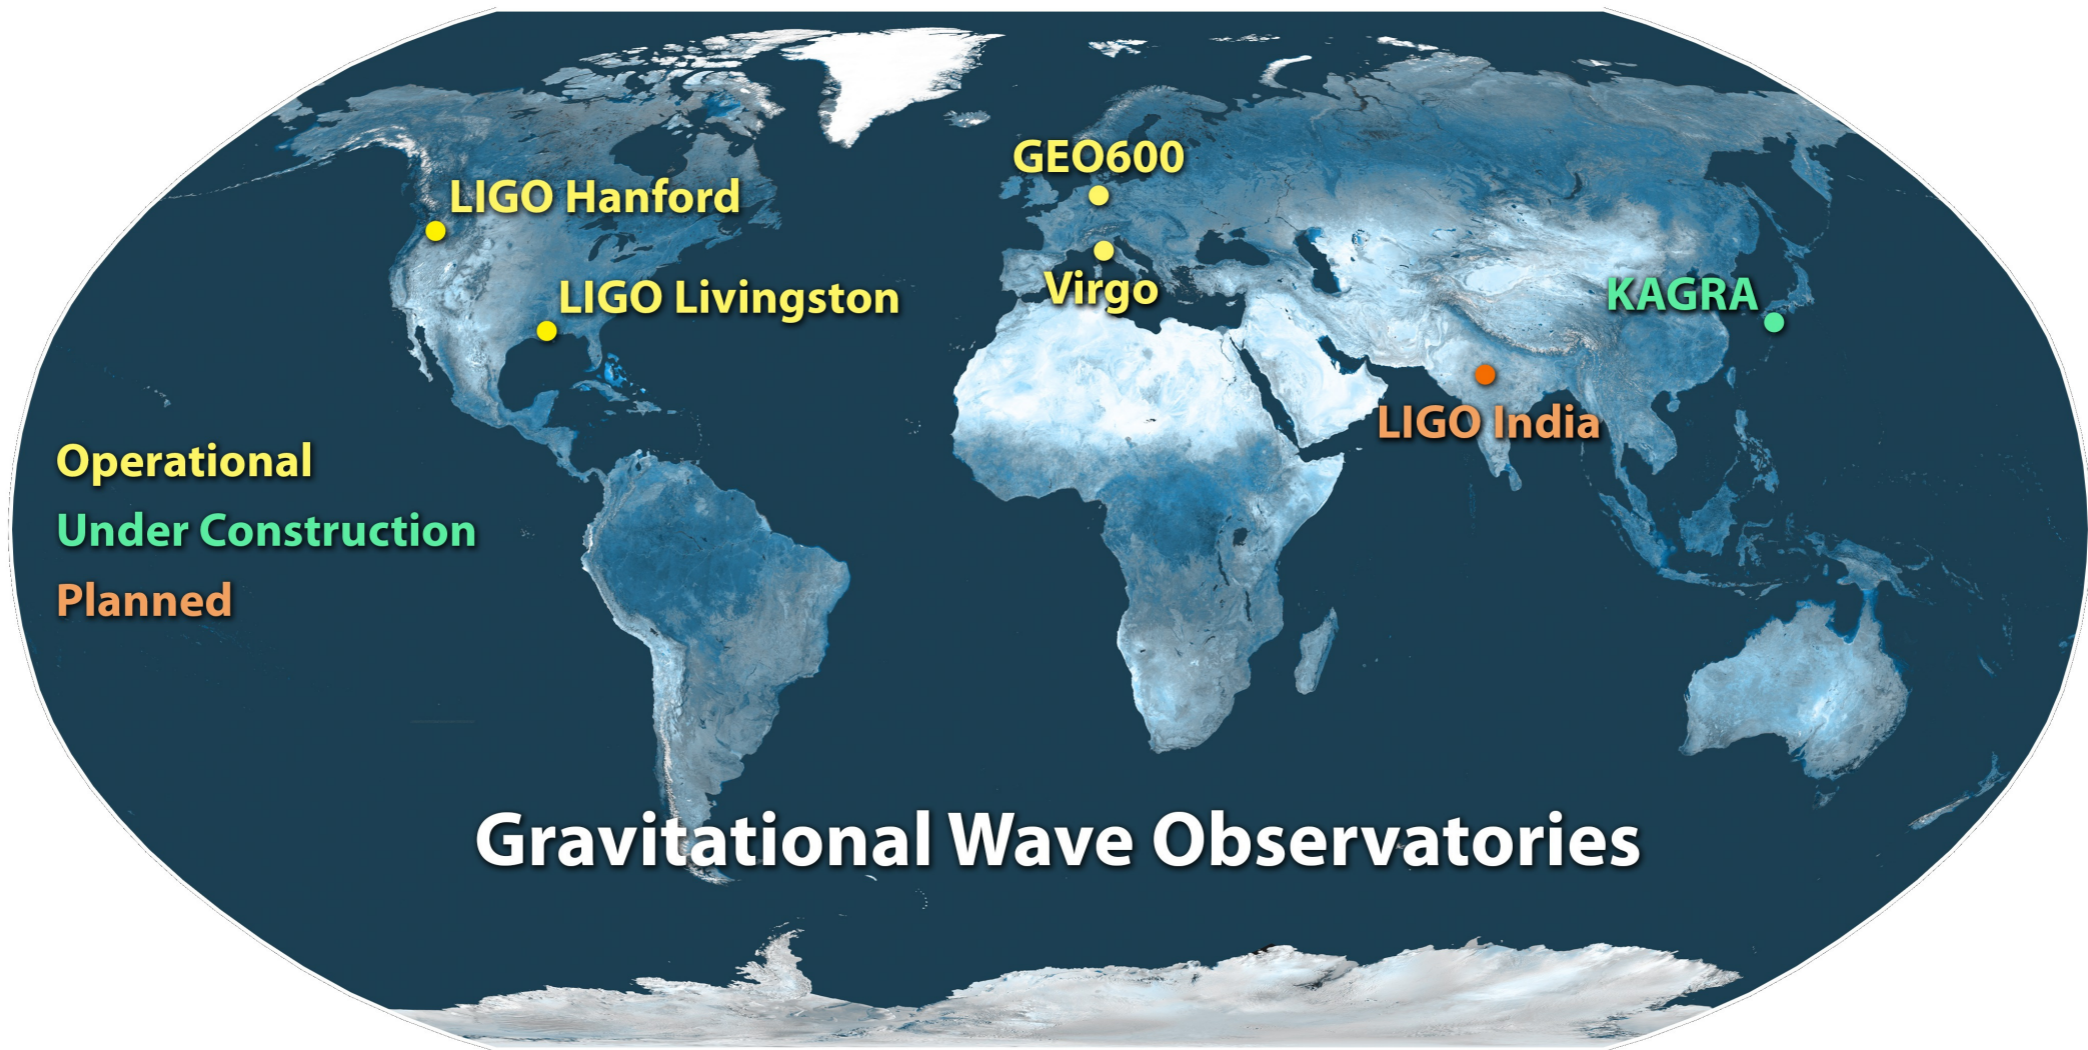 GEO600
LIGO Hanford
Virgo
LIGO Livingston
KAGRA
LIGO India
Operational
Under Construction
Planned
Gravitational Wave Observatories